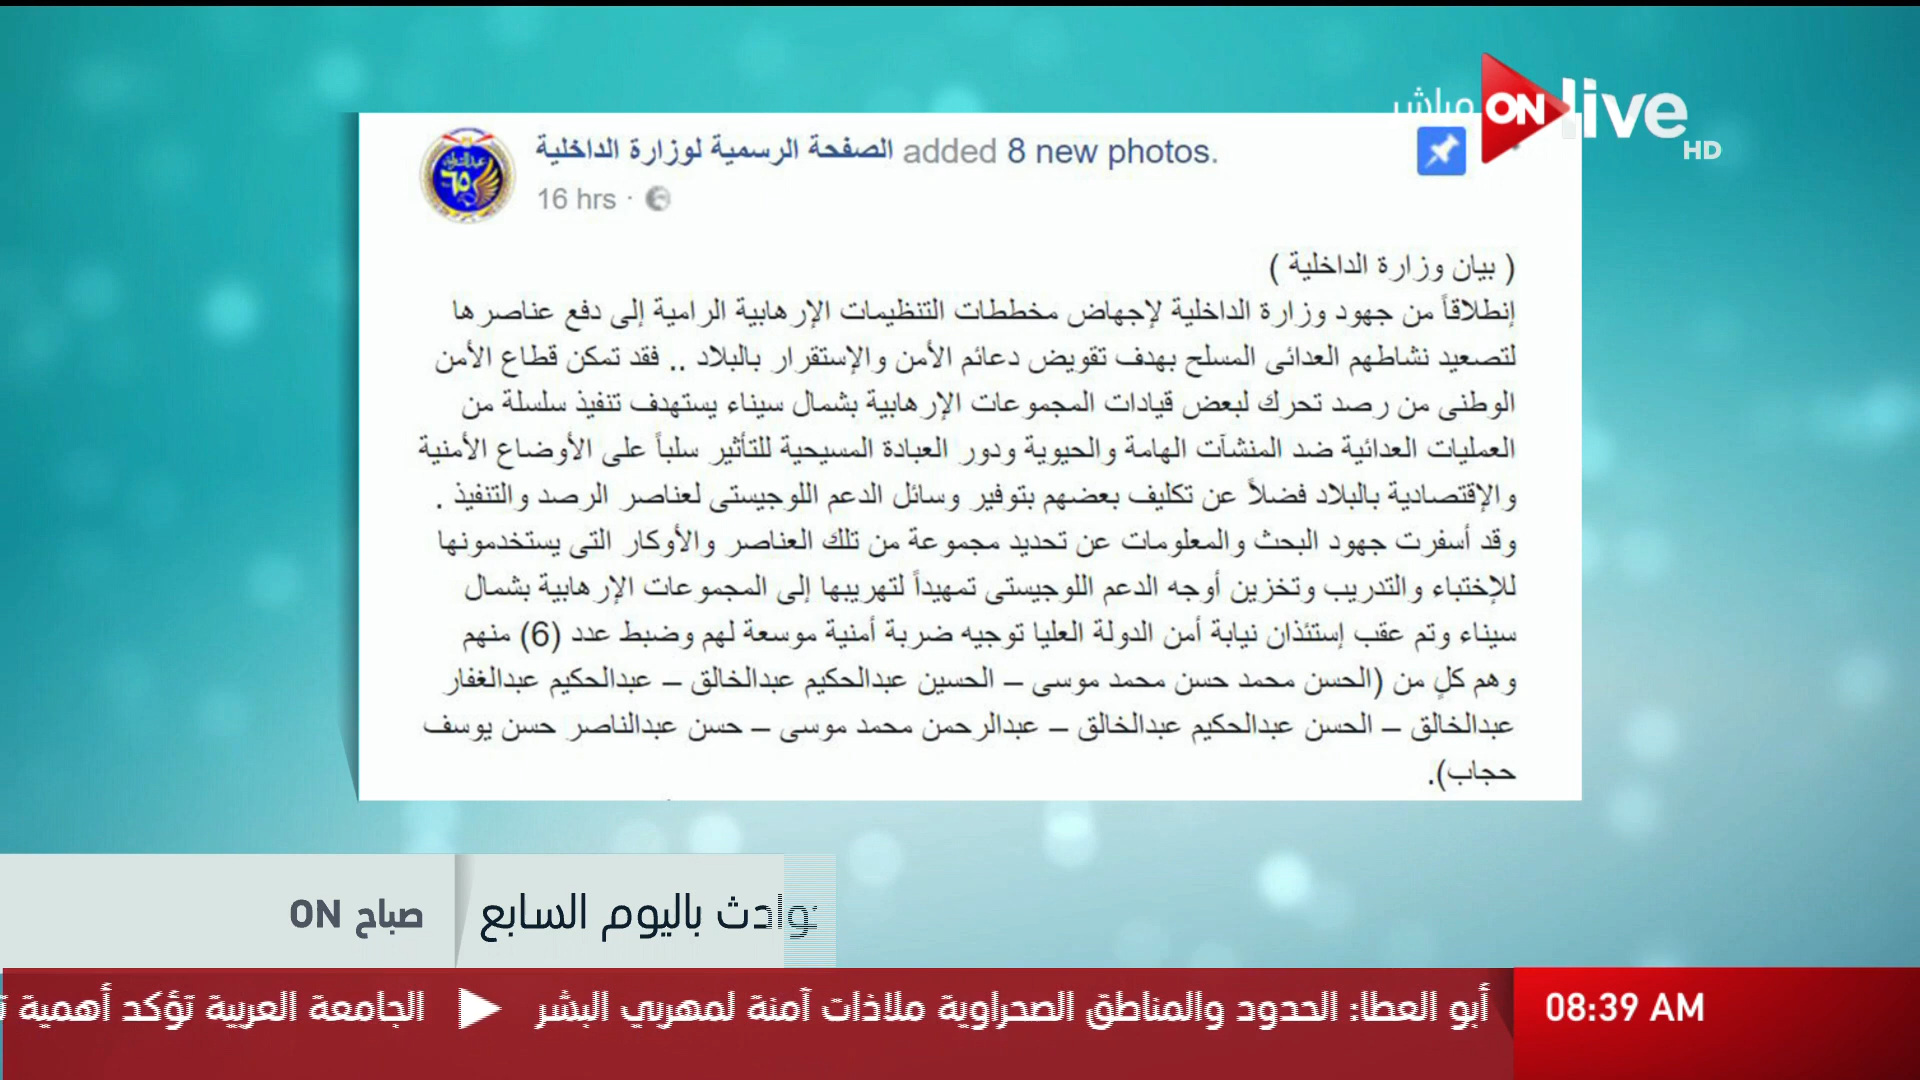 مباشر ON live HD
الصفحة الرسمية لوزارة الداخلية added 8 new photos.
16 hrs ·
( بيان وزارة الداخلية )
إنطلاقاً من جهود وزارة الداخلية لإجهاض مخططات التنظيمات الإرهابية الرامية إلى دفع عناصرها
لتصعيد نشاطهم العدائى المسلح بهدف تقويض دعائم الأمن والإستقرار بالبلاد .. فقد تمكن قطاع الأمن
الوطنى من رصد تحرك لبعض قيادات المجموعات الإرهابية بشمال سيناء يستهدف تنفيذ سلسلة من
العمليات العدائية ضد المنشآت الهامة والحيوية ودور العبادة المسيحية للتأثير سلباً على الأوضاع الأمنية
والإقتصادية بالبلاد فضلاً عن تكليف بعضهم بتوفير وسائل الدعم اللوجيستى لعناصر الرصد والتنفيذ .
وقد أسفرت جهود البحث والمعلومات عن تحديد مجموعة من تلك العناصر والأوكار التى يستخدمونها
للإختباء والتدريب وتخزين أوجه الدعم اللوجيستى تمهيداً لتهريبها إلى المجموعات الإرهابية بشمال
سيناء وتم عقب إستئذان نيابة أمن الدولة العليا توجيه ضربة أمنية موسعة لهم وضبط عدد (6) منهم
وهم كلٍ من (الحسن محمد حسن محمد موسى – الحسين عبدالحكيم عبدالخالق – عبدالحكيم عبدالغفار
عبدالخالق – الحسن عبدالحكيم عبدالخالق – عبدالرحمن محمد موسى – حسن عبدالناصر حسن يوسف
حجاب).
باليوم السابع
صباح ON
أبو العطا: الحدود والمناطق الصحراوية ملاذات آمنة لمهربي البشر
الجامعة العربية تؤكد أهمية
08:39 AM